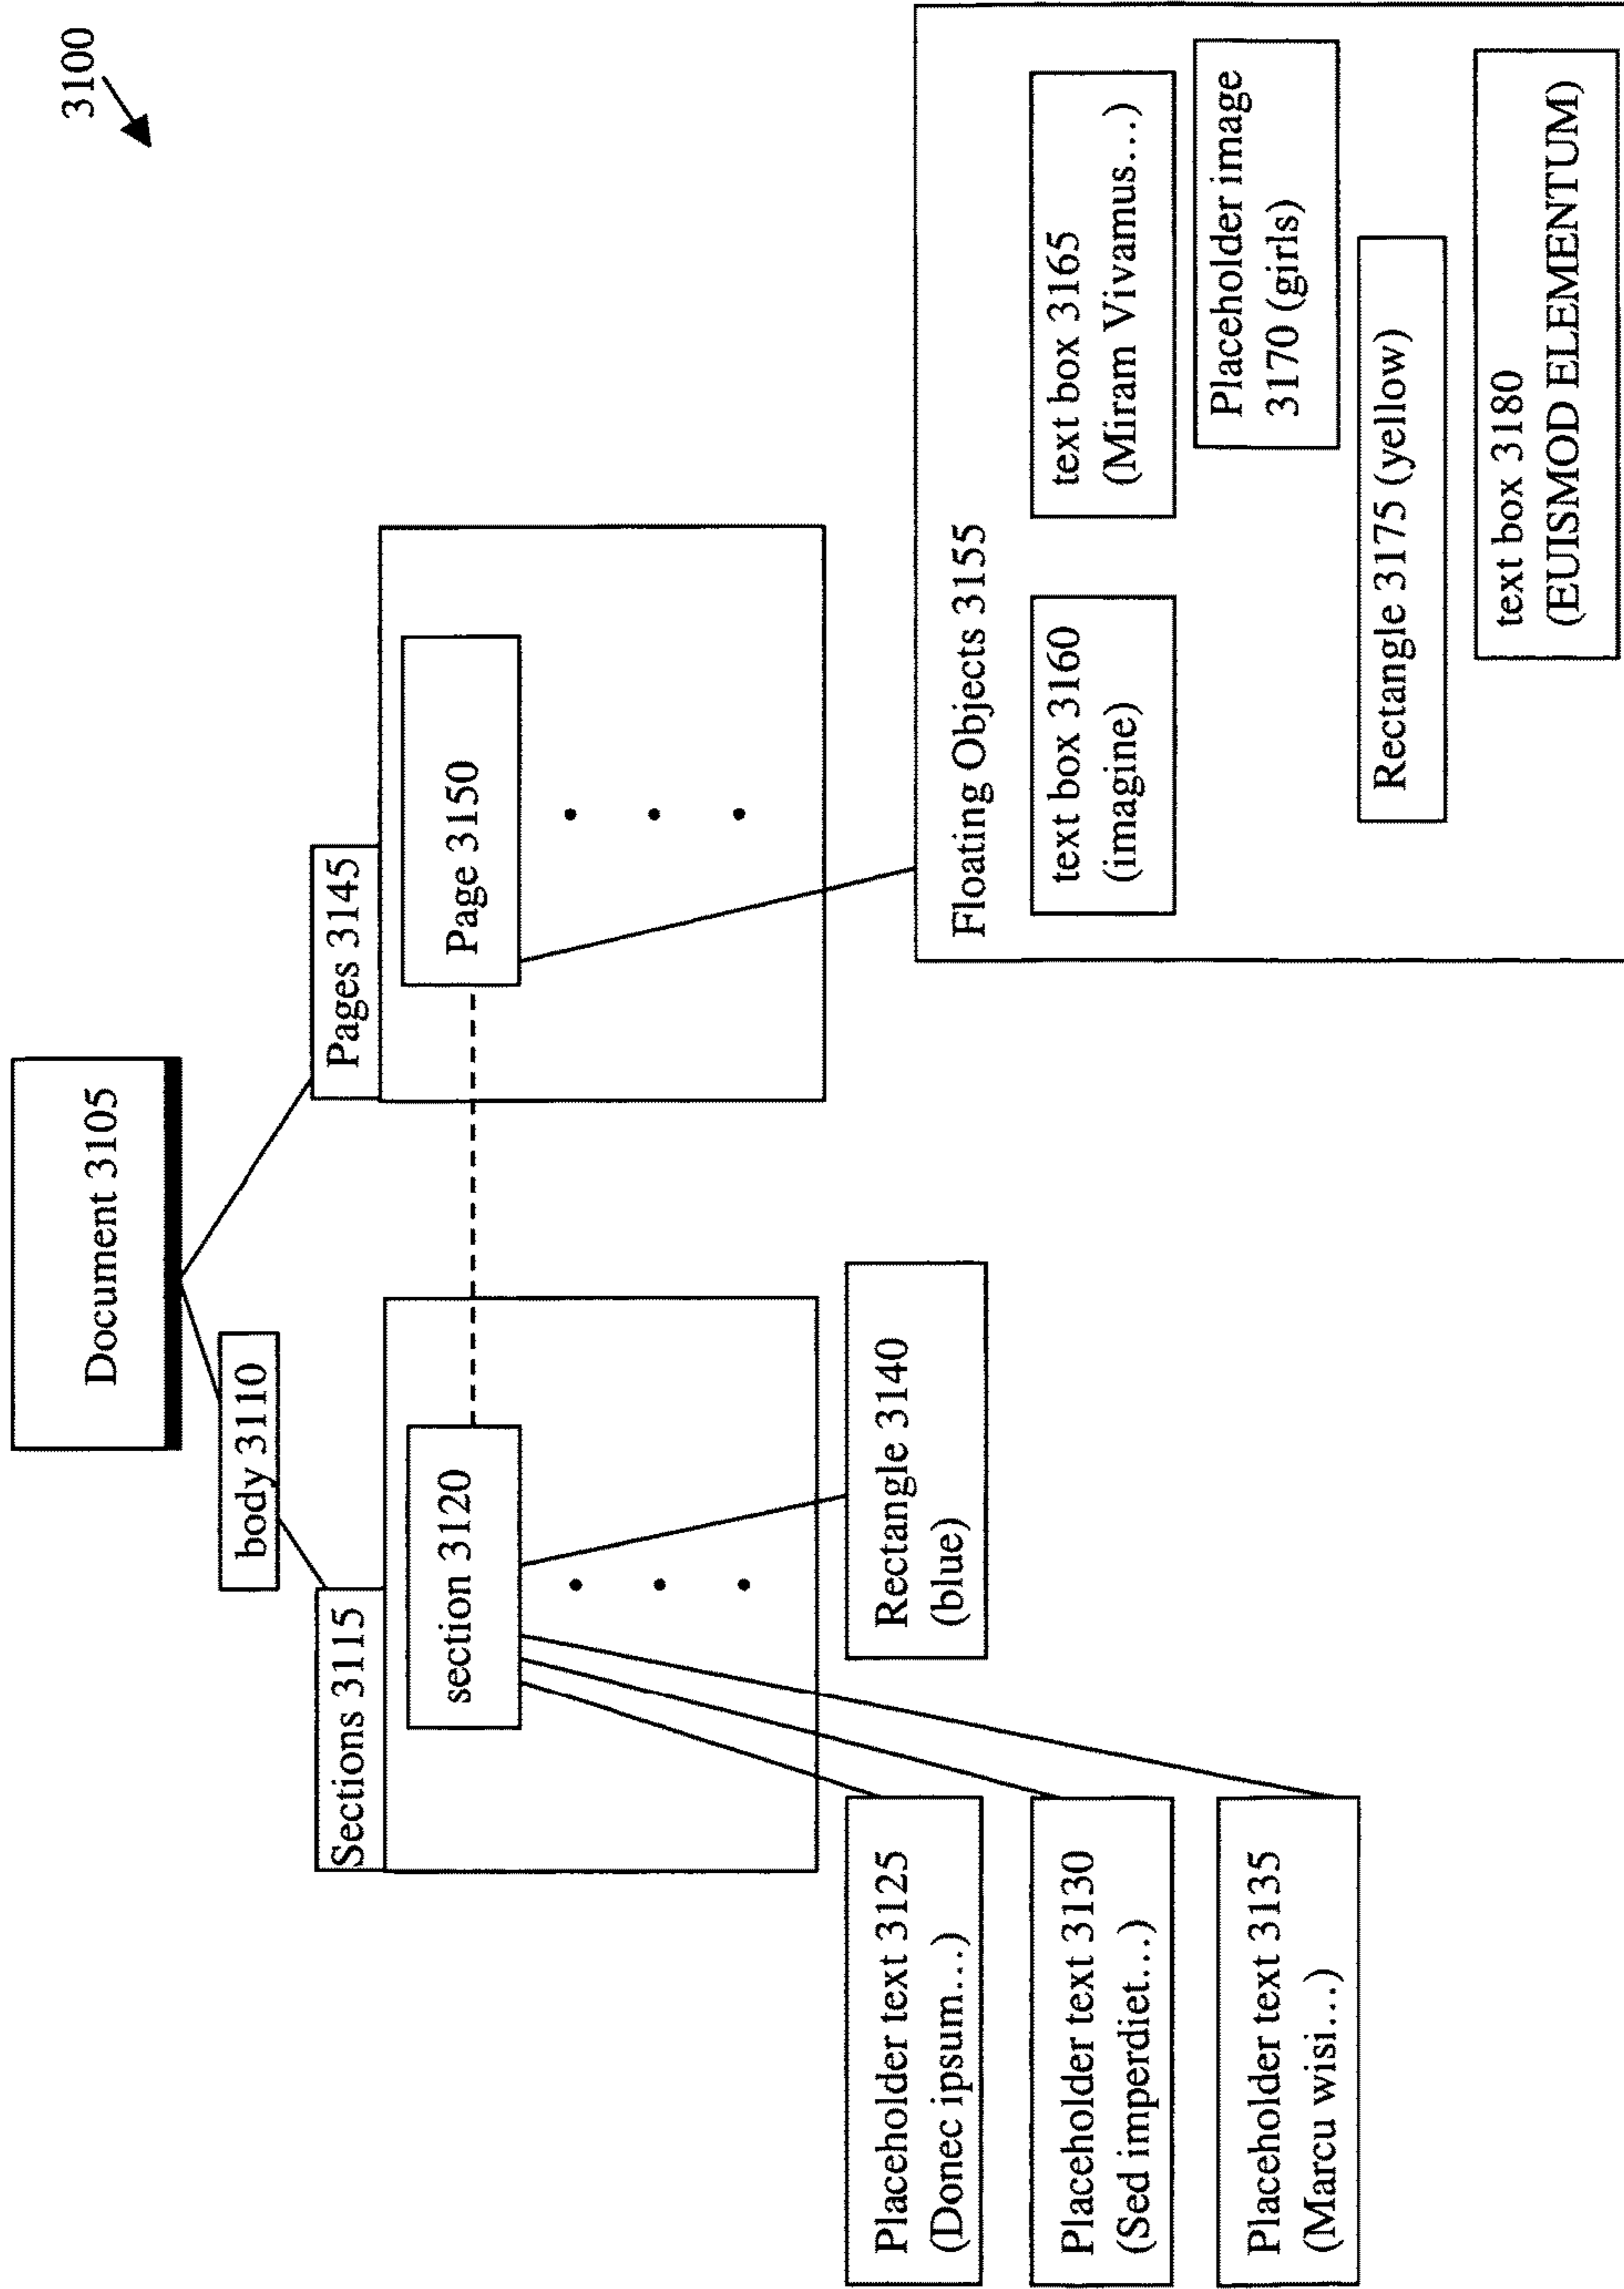 3100
Document 3105
body 3110
Sections 3115
section 3120
Pages 3145
Page 3150
Placeholder text 3125
(Donec ipsum…)
Placeholder text 3130
(Sed imperdiet…)
Placeholder text 3135
(Marcu wisi…)
Rectangle 3140
(blue)
Floating Objects 3155
text box 3160
(imagine)
text box 3165
(Miram Vivamus…)
Placeholder image
3170 (girls)
Rectangle 3175 (yellow)
text box 3180
(EUISMOD ELEMENTUM)